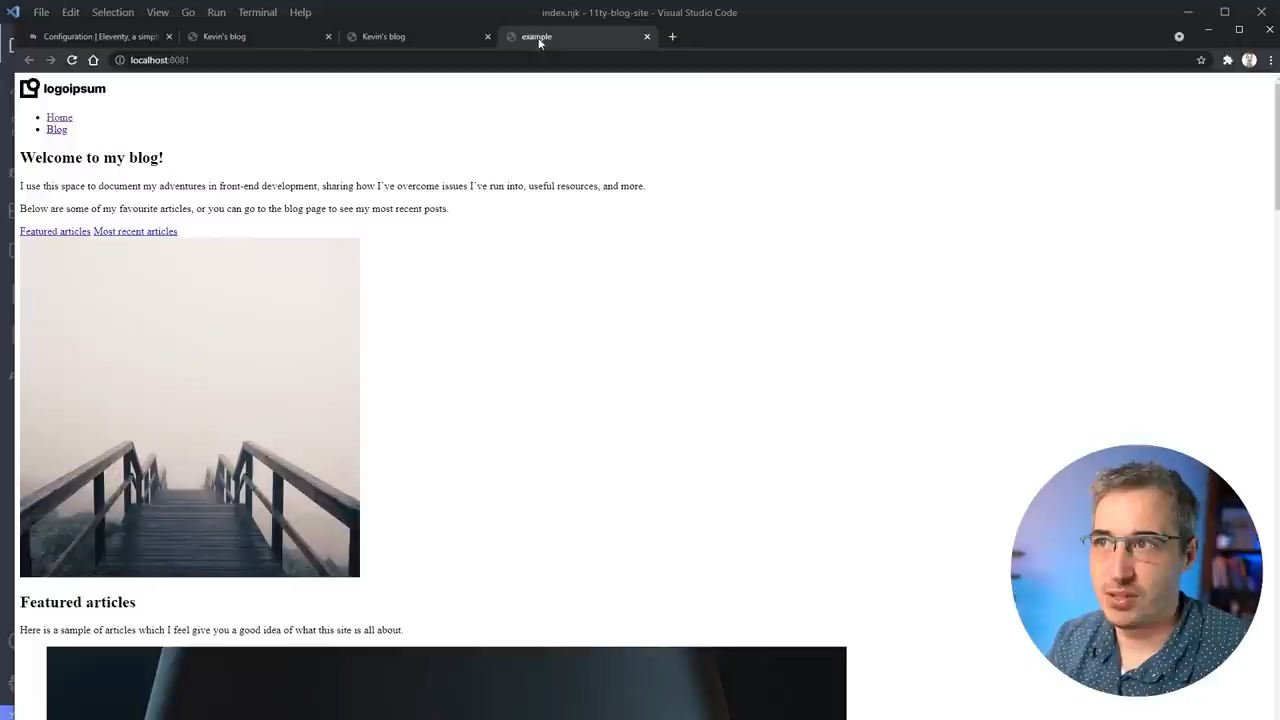 File Edit Selection View Go Run Terminal Help index.njk - 11ty-blog-site - Visual Studio Code
Configuration | Eleventy, a simp Kevin's blog Kevin's blog example
localhost:8081
logoipsum
Home
Blog
Welcome to my blog!
I use this space to document my adventures in front-end development, sharing how I've overcome issues I've run into, useful resources, and more.
Below are some of my favourite articles, or you can go to the blog page to see my most recent posts.
Featured articles Most recent articles
Featured articles
Here is a sample of articles which I feel give you a good idea of what this site is all about.